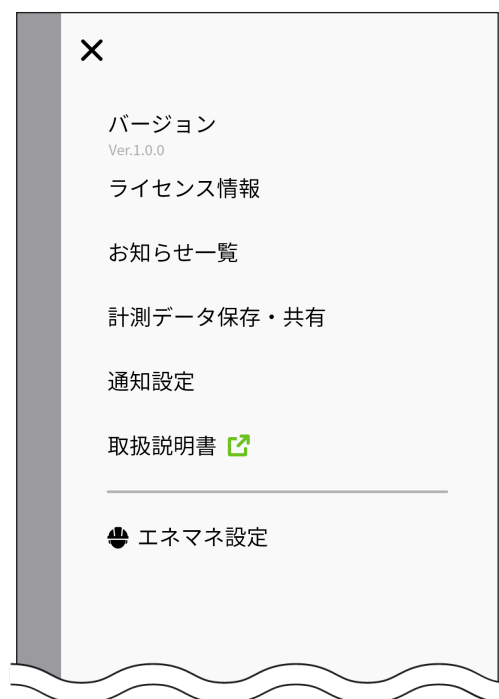 バージョン
Ver.1.0.0
ライセンス情報
お知らせ一覧
計測データ保存・共有
通知設定
取扱説明書
エネマネ設定